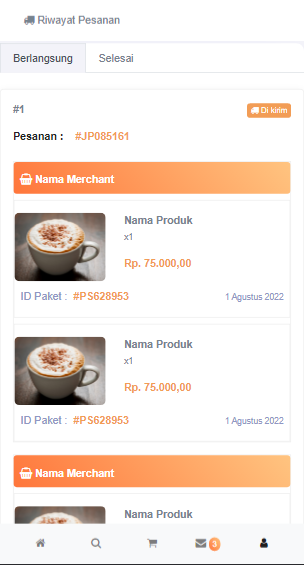 Riwayat Pesanan
Berlangsung Selesai
#1 Di kirim
Pesanan : #JP085161
Nama Merchant
Nama Produk
x1
Rp. 75.000,00
ID Paket : #PS628953 1 Agustus 2022
Nama Produk
x1
Rp. 75.000,00
ID Paket : #PS628953 1 Agustus 2022
Nama Merchant
Nama Produk
3